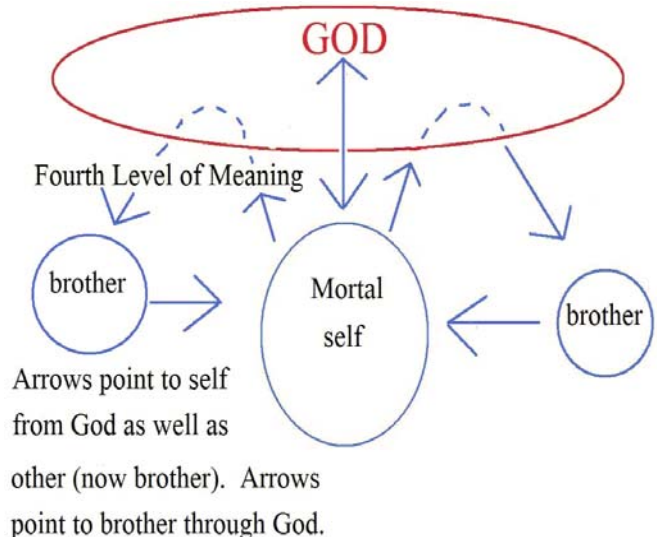 GOD
Fourth Level of Meaning
brother
Mortal
self
brother
Arrows point to self
from God as well as
other (now brother).  Arrows
point to brother through God.